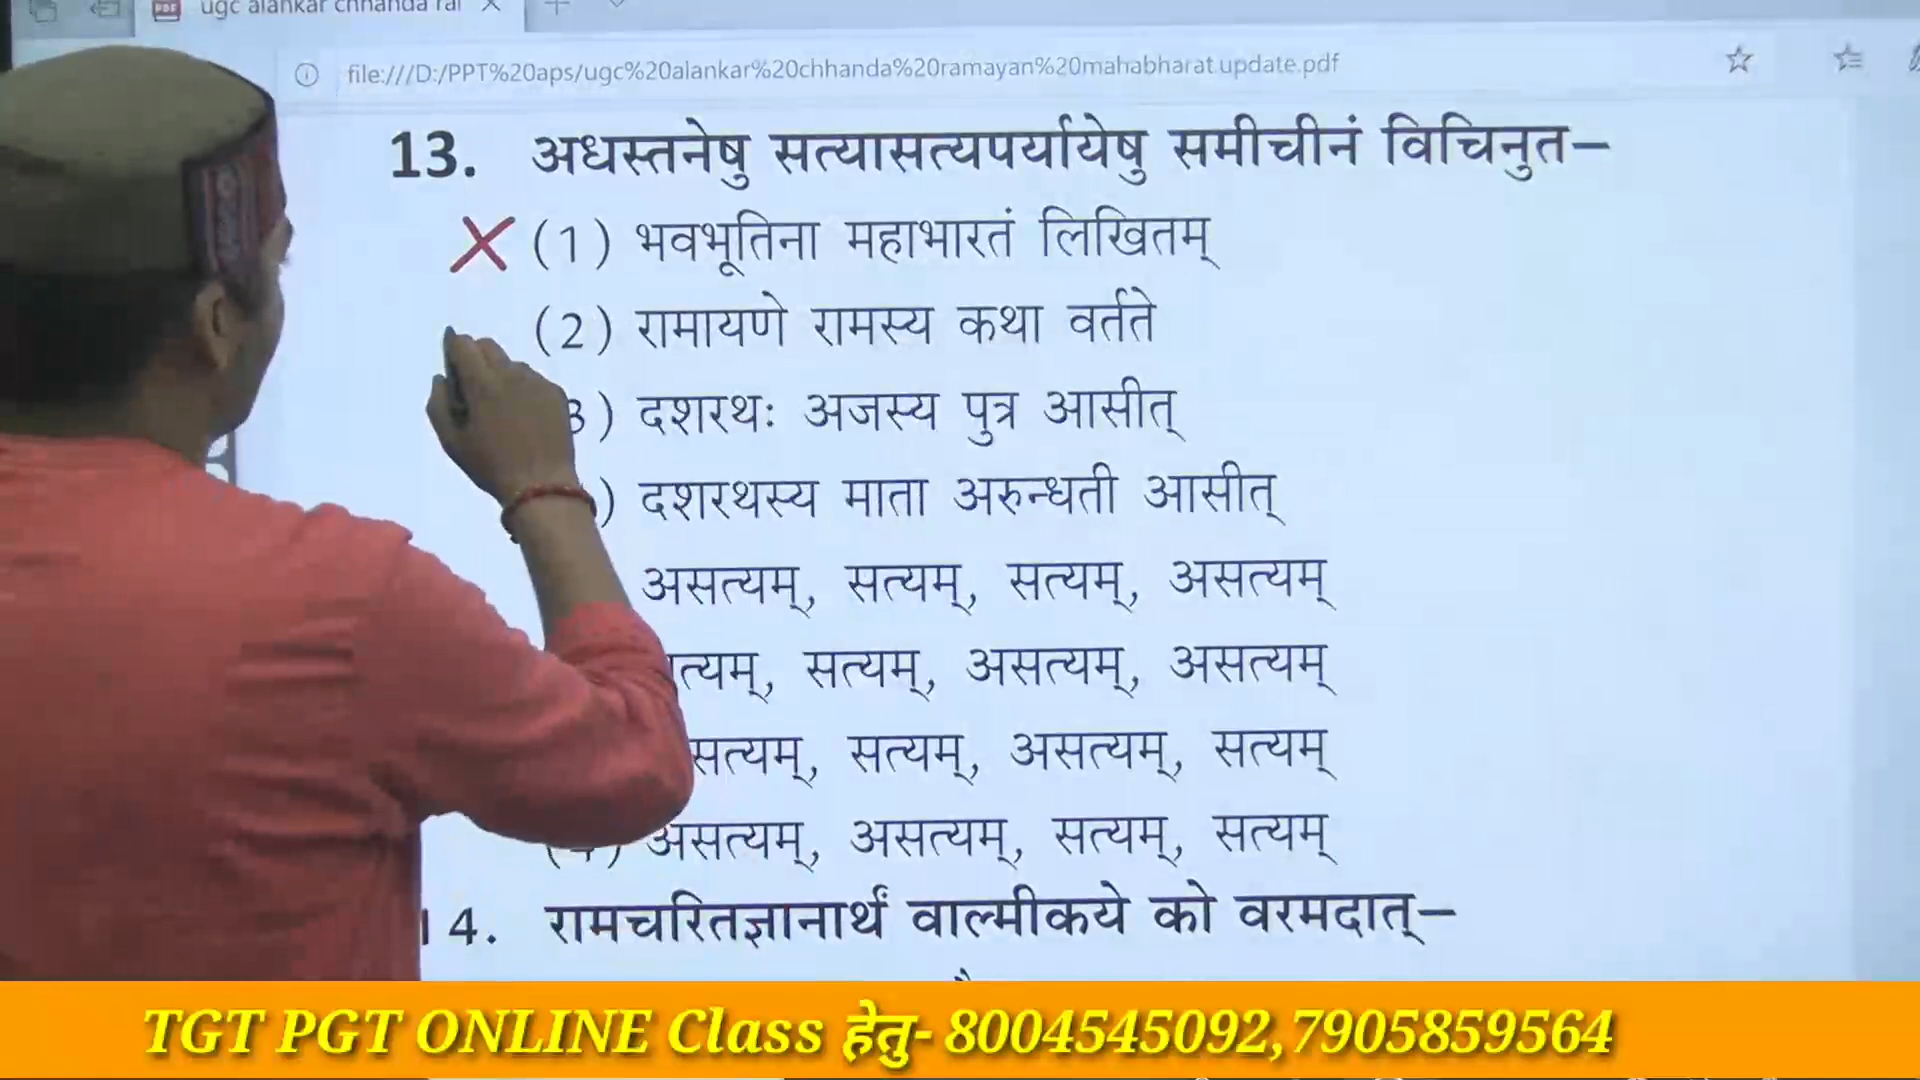 ugc alankar chhanda ra
file:///D:/PPT%20aps/ugc%20alankar%20chhanda%20ramayan%20mahabharat.update.pdf
13. अधस्तनेषु सत्यासत्यपर्यायेषु समीचीनं विचिनुत–
(1) भवभूतिना महाभारतं लिखितम्
(2) रामायणे रामस्य कथा वर्तते
3) दशरथः अजस्य पुत्र आसीत्
) दशरथस्य माता अरुन्धती आसीत्
असत्यम्, सत्यम्, सत्यम्, असत्यम्
त्यम्, सत्यम्, असत्यम्, असत्यम्
सत्यम्, सत्यम्, असत्यम्, सत्यम्
असत्यम्, असत्यम्, सत्यम्, सत्यम्
14. रामचरितज्ञानार्थं वाल्मीकये को वरमदात्–
TGT PGT ONLINE Class हेतु- 8004545092,7905859564